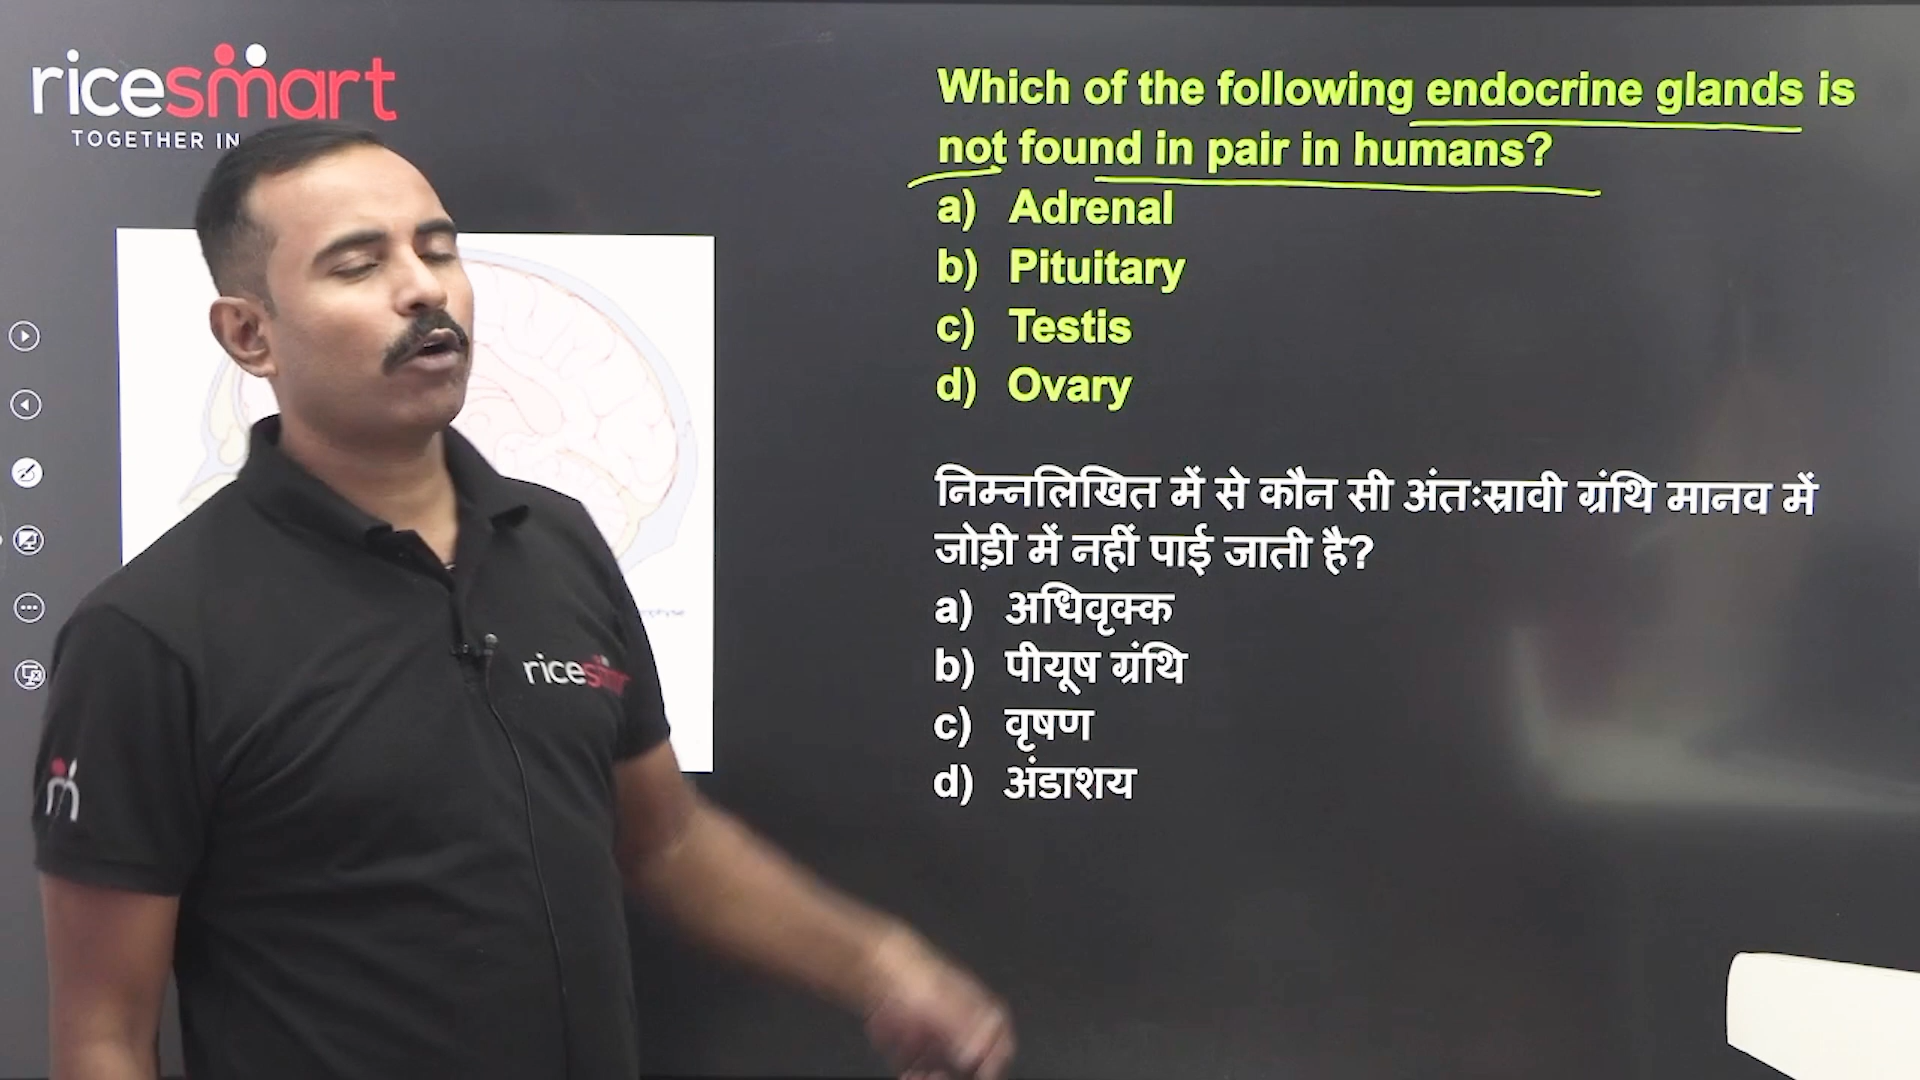 ricesmart
TOGETHER IN
Which of the following endocrine glands is
not found in pair in humans?
a) Adrenal
b) Pituitary
c) Testis
d) Ovary
निम्नलिखित में से कौन सी अंतःस्रावी ग्रंथि मानव में
जोड़ी में नहीं पाई जाती है?
a) अधिवृक्क
b) पीयूष ग्रंथि
c) वृषण
d) अंडाशय
ricesmart